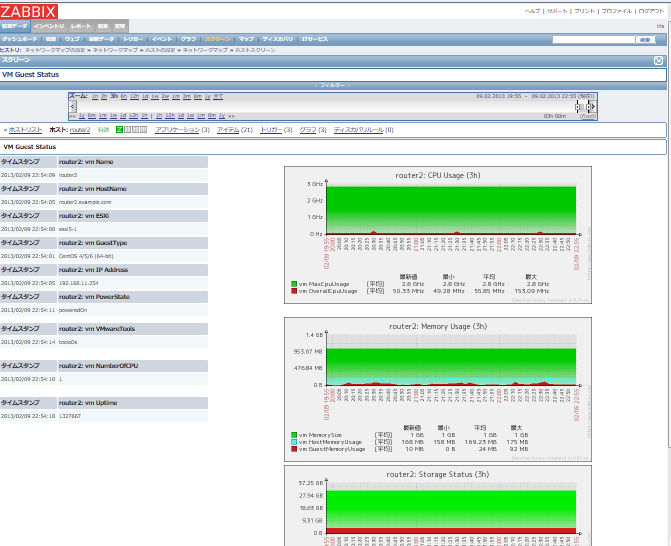 ZABBIX
ヘルプ | サポート | プリント | プロファイル | ログアウト
監視データ インベントリ レポート 設定 管理
ダッシュボード | 概要 | ウェブ | 最新データ | トリガー | イベント | グラフ | スクリーン | マップ | ディスカバリ | ITサービス
検索
ヒストリ: ネットワークマップの設定 » ネットワークマップ » ホストの設定 » ネットワークマップ » ホストスクリーン
スクリーン
VM Guest Status
フィルター
ズーム: 1h 2h 3h 6h 12h 1d 1w 2w 1m 3m 6m 1y 全て
09.02.2013 19:55 - 09.02.2013 22:55
«« 1y 6m 1m 1w 1d 12h 1h | 1h 12h 1d 1w 1m 6m 1y »»
03h 00m (fixed)
« ホストリスト ホスト: router2 有効 アプリケーション (3) アイテム (21) トリガー (3) グラフ (3) ディスカバリルール (0)
VM Guest Status
タイムスタンプ router2: vm Name
2013/02/09 22:54:09 router2
タイムスタンプ router2: vm HostName
2013/02/09 22:54:05 router2.example.com
タイムスタンプ router2: vm ESXi
2013/02/09 22:54:00 esxi5-1
タイムスタンプ router2: vm GuestType
2013/02/09 22:54:01 CentOS 4/5/6 (64-bit)
タイムスタンプ router2: vm IP Address
2013/02/09 22:54:05 192.168.11.254
タイムスタンプ router2: vm PowerState
2013/02/09 22:54:11 poweredOn
タイムスタンプ router2: vm VMwareTools
2013/02/09 22:54:14 toolsOk
タイムスタンプ router2: vm NumberOfCPU
2013/02/09 22:54:10 1
タイムスタンプ router2: vm Uptime
2013/02/09 22:54:18 1327667
router2: CPU Usage (3h)
3 GHz
2 GHz
1 GHz
0 Hz
最新値 最小 平均 最大
vm MaxCpuUsage [平均] 2.8 GHz 2.8 GHz 2.8 GHz 2.8 GHz
vm OverallCpuUsage [平均] 50.33 MHz 49.28 MHz 55.85 MHz 153.09 MHz
router2: Memory Usage (3h)
1.4 GB
953.67 MB
476.84 MB
0 B
最新値 最小 平均 最大
vm MemorySize [平均] 1 GB 1 GB 1 GB 1 GB
vm HostMemoryUsage [平均] 168 MB 158 MB 169.23 MB 175 MB
vm GuestMemoryUsage [平均] 10 MB 0 B 24 MB 92 MB
router2: Storage Status (3h)
37.25 GB
27.94 GB
18.63 GB
9.31 GB
0 B